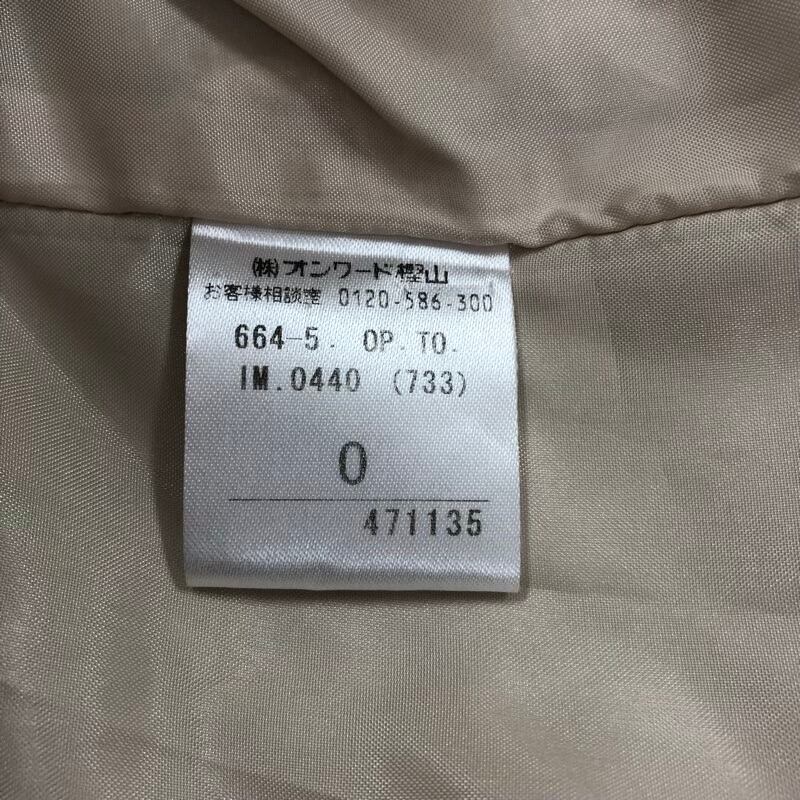 ㈱オンワード樫山
お客様相談室 0120-586-300
664-5. OP.TO.
IM.0440 (733)
0
471135